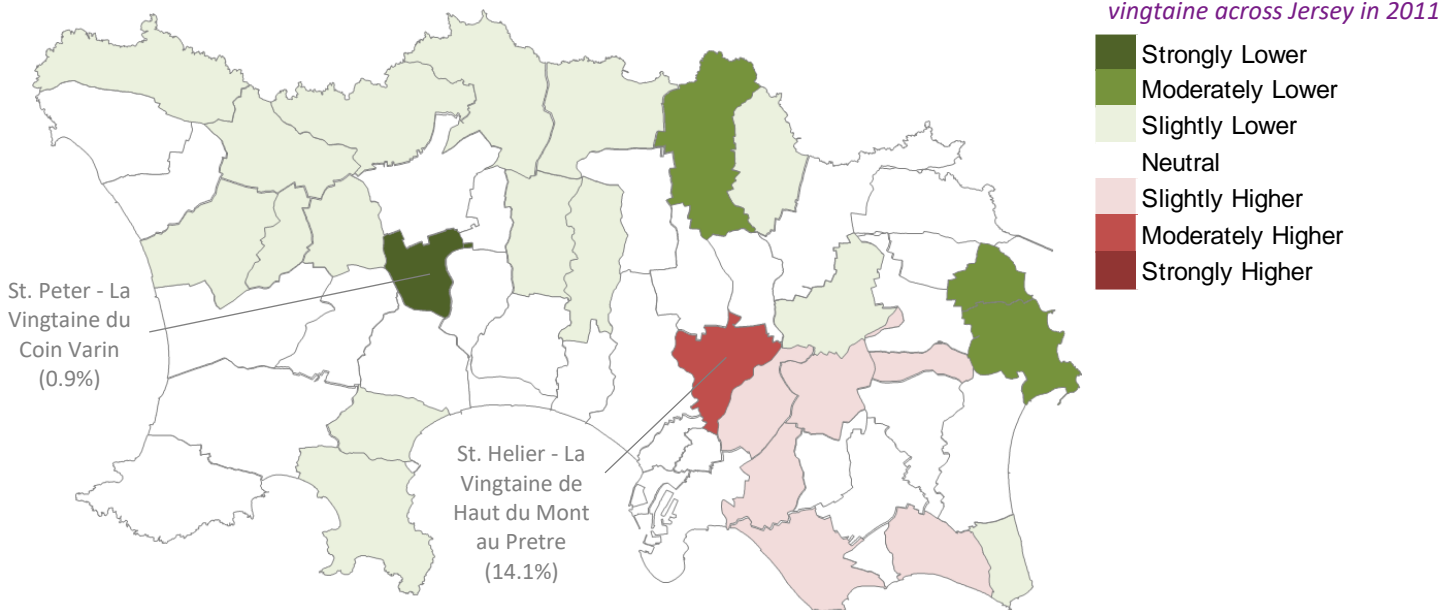 vingtaine across Jersey in 2011
Strongly Lower
Moderately Lower
Slightly Lower
Neutral
Slightly Higher
Moderately Higher
Strongly Higher
St. Peter - La
Vingtaine du
Coin Varin
(0.9%)
St. Helier - La
Vingtaine de
Haut du Mont
au Pretre
(14.1%)